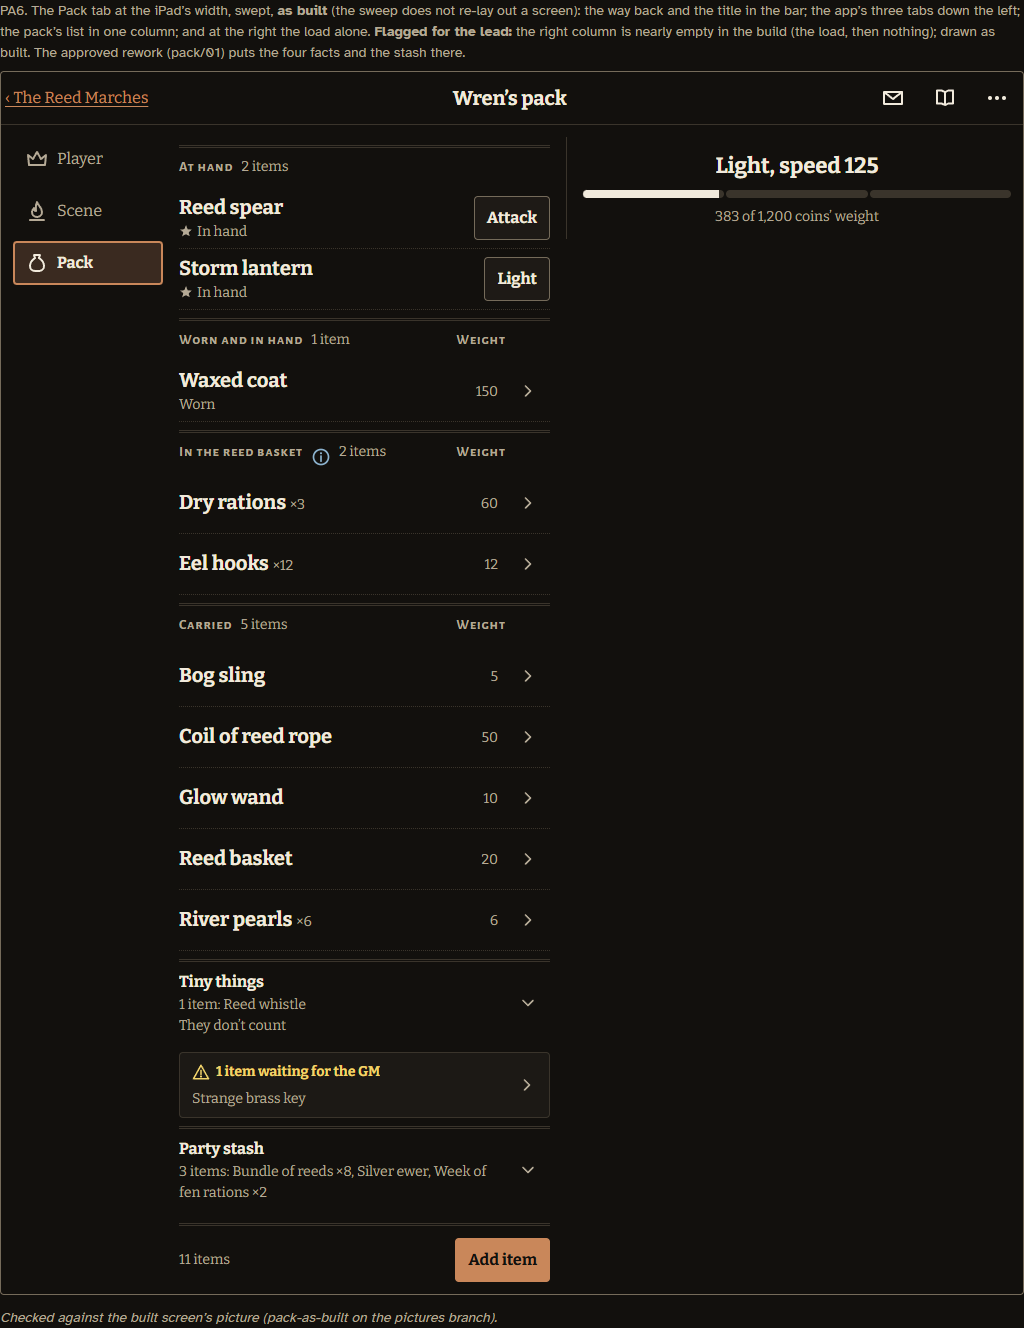 PA6. The Pack tab at the iPad's width, swept, as built (the sweep does not re-lay out a screen): the way back and the title in the bar; the app's three tabs down the left;
the pack's list in one column; and at the right the load alone. Flagged for the lead: the right column is nearly empty in the build (the load, then nothing); drawn as
built. The approved rework (pack/01) puts the four facts and the stash there.
‹ The Reed Marches
Wren's pack
Player
Scene
Pack
At hand 2 items
Reed spear
★ In hand
Attack
Storm lantern
★ In hand
Light
Worn and in hand 1 item Weight
Waxed coat
Worn
150
In the reed basket 2 items Weight
Dry rations ×3 60
Eel hooks ×12 12
Carried 5 items Weight
Bog sling 5
Coil of reed rope 50
Glow wand 10
Reed basket 20
River pearls ×6 6
Tiny things
1 item: Reed whistle
They don't count
1 item waiting for the GM
Strange brass key
Party stash
3 items: Bundle of reeds ×8, Silver ewer, Week of
fen rations ×2
11 items
Add item
Light, speed 125
383 of 1,200 coins' weight
Checked against the built screen's picture (pack-as-built on the pictures branch).